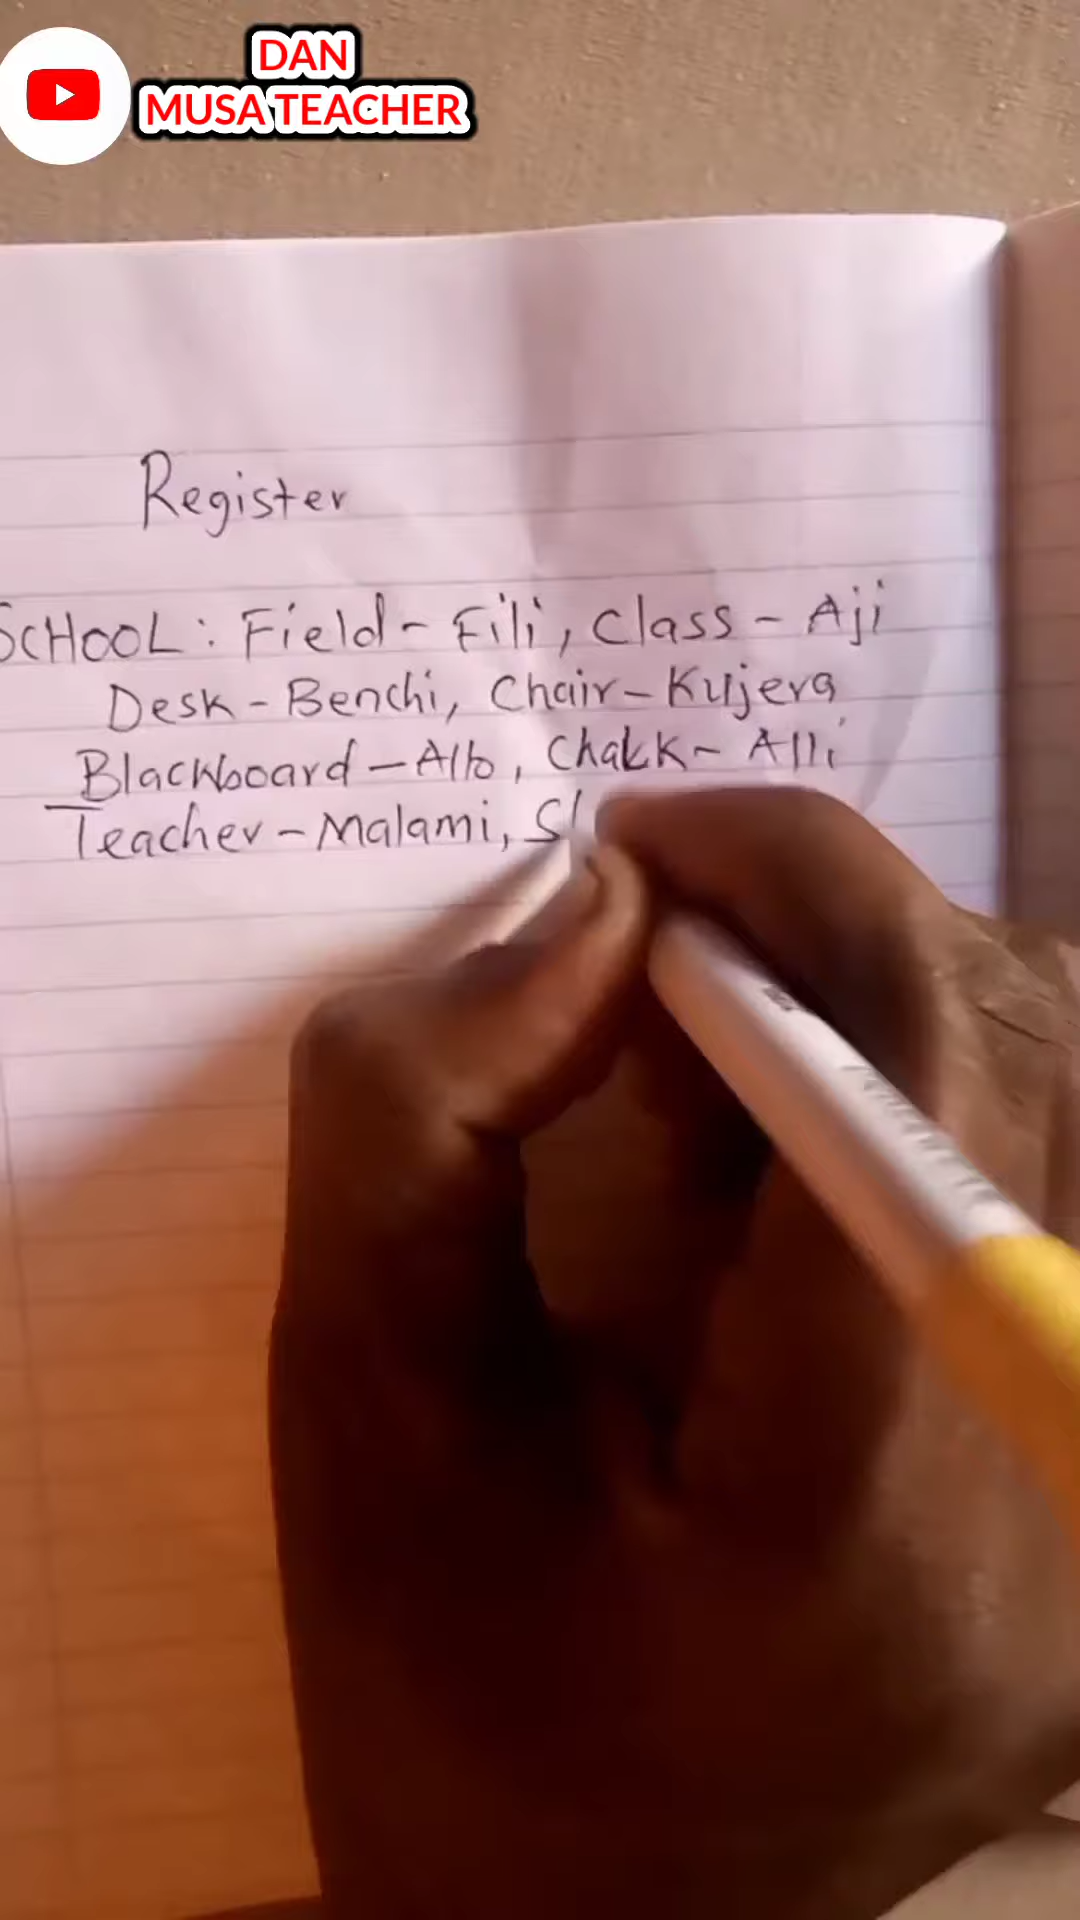 DAN
MUSA TEACHER
Register
SCHOOL: Field - Fili, Class - Aji
Desk - Benchi, Chair - Kujera
Blackboard - Allo, Chalk - Alli
Teacher - Malami,